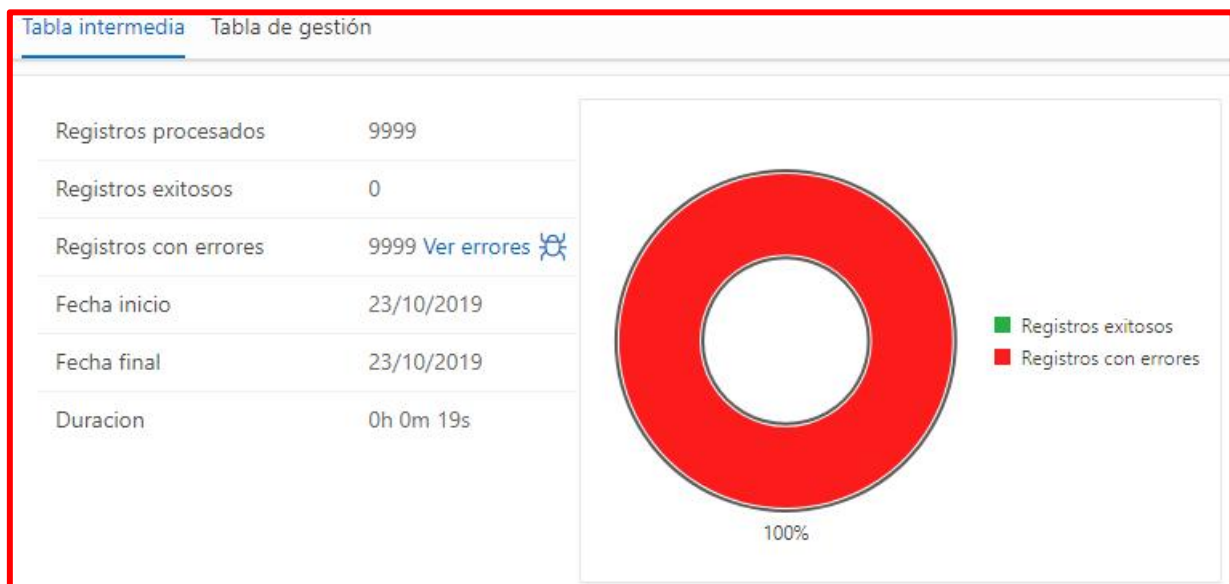 Tabla intermedia Tabla de gestión
Registros procesados 9999
Registros exitosos 0
Registros con errores 9999 Ver errores
Fecha inicio 23/10/2019
Fecha final 23/10/2019
Duracion 0h 0m 19s
Registros exitosos
Registros con errores
100%